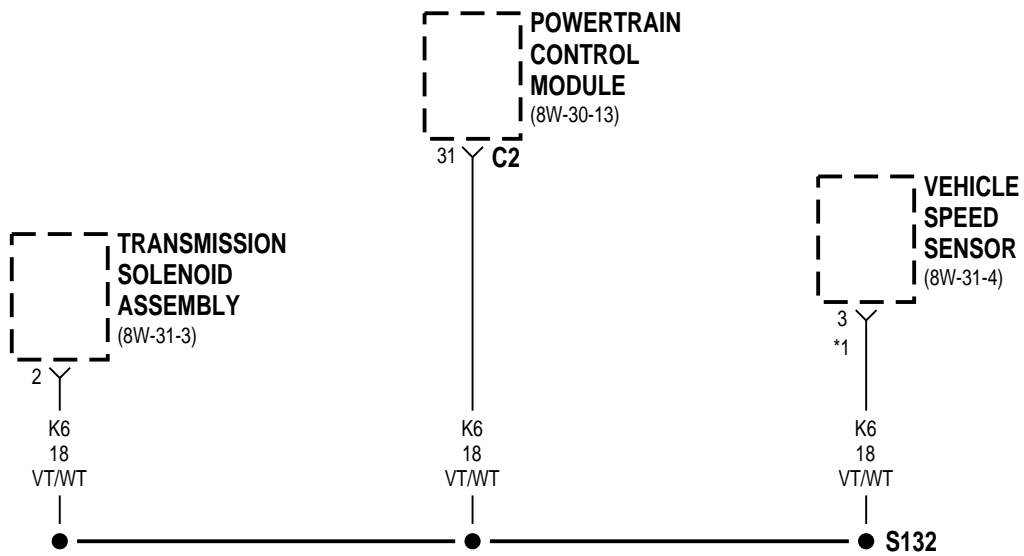 POWERTRAIN
CONTROL
MODULE
(8W-30-13)
31
C2
VEHICLE
SPEED
SENSOR
(8W-31-4)
3
*1
TRANSMISSION
SOLENOID
ASSEMBLY
(8W-31-3)
2
K6
18
VT/WT
K6
18
VT/WT
K6
18
VT/WT
S132